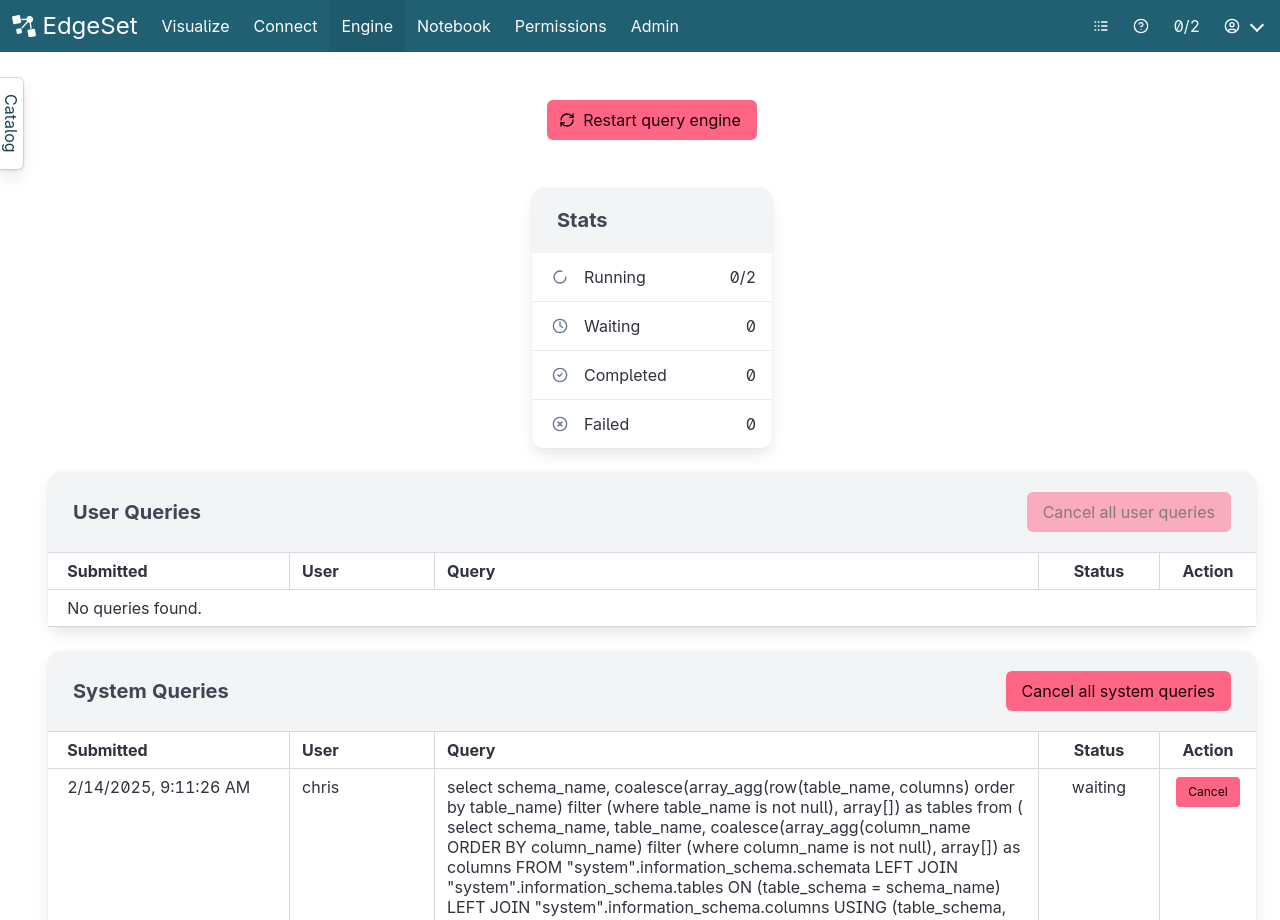 EdgeSet Visualize Connect Engine Notebook Permissions Admin 0/2
Catalog
Restart query engine
Stats
Running 0/2
Waiting 0
Completed 0
Failed 0
User Queries Cancel all user queries
Submitted User Query Status Action
No queries found.
System Queries Cancel all system queries
Submitted User Query Status Action
2/14/2025, 9:11:26 AM chris select schema_name, coalesce(array_agg(row(table_name, columns) order waiting Cancel
by table_name) filter (where table_name is not null), array[]) as tables from (
select schema_name, table_name, coalesce(array_agg(column_name
ORDER BY column_name) filter (where column_name is not null), array[]) as
columns FROM "system".information_schema.schemata LEFT JOIN
"system".information_schema.tables ON (table_schema = schema_name)
LEFT JOIN "system".information_schema.columns USING (table_schema,